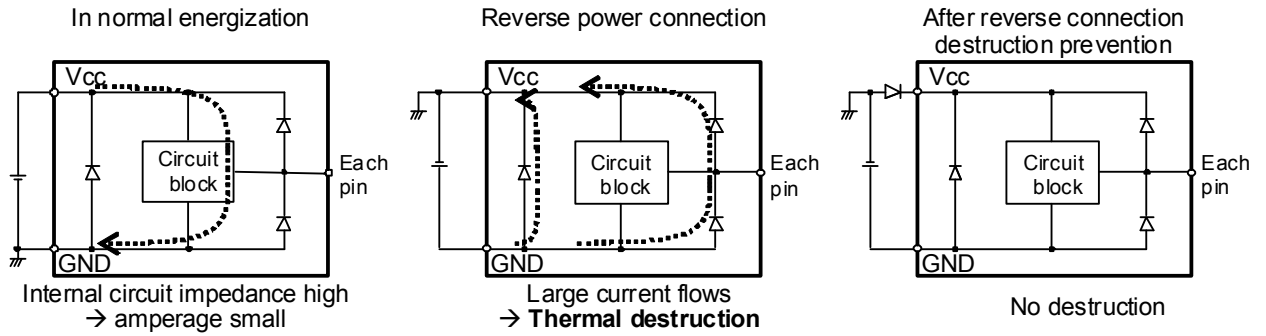 In normal energization
Vcc
Circuit
block
Each
pin
GND
Internal circuit impedance high
→ amperage small
Reverse power connection
Vcc
Circuit
block
Each
pin
GND
Large current flows
→ Thermal destruction
After reverse connection
destruction prevention
Vcc
Circuit
block
Each
pin
GND
No destruction